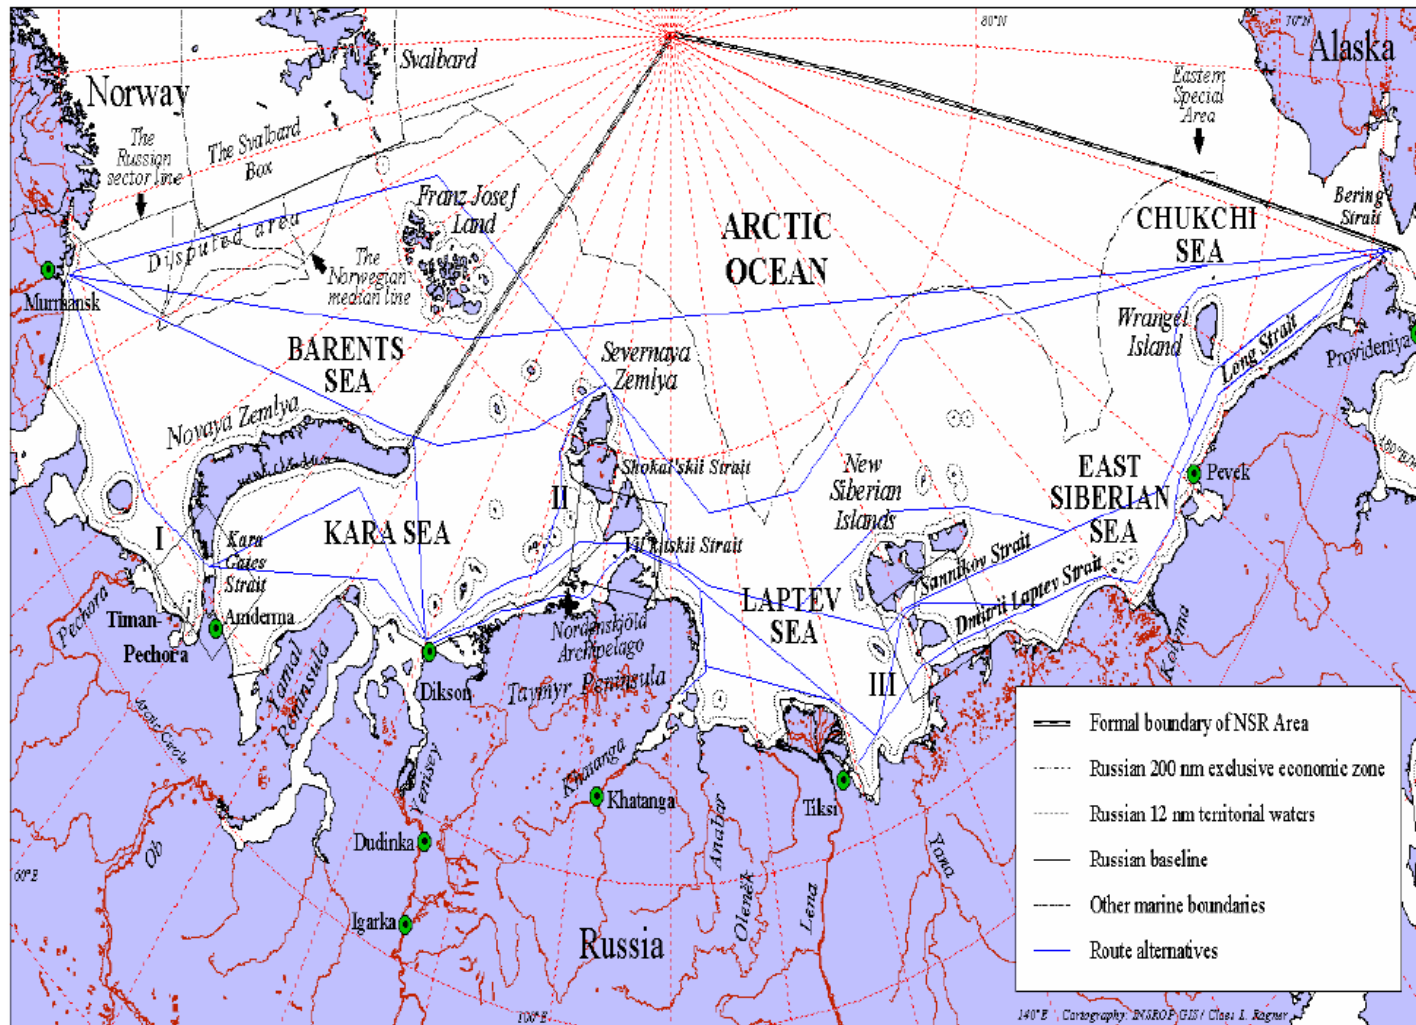 80°N
70°N
Alaska
Svalbard
Norway
Eastern
Special
Area
The
Russian
sector line
The Svalbard
Box
Bering
Strait
Franz Josef
Land
ARCTIC
OCEAN
CHUKCHI
SEA
Disputed area
The
Norwegian
median line
Murmansk
BARENTS
SEA
Severnaya
Zemlya
Wrangel
Island
Long Strait
Provideniya
Novaya Zemlya
Shokal'skii Strait
New
Siberian
Islands
EAST
SIBERIAN
SEA
Pevek
II
KARA SEA
I
Kara
Gates
Strait
Vil'kitskii Strait
Sannikov Strait
Dmitrii Laptev Strait
LAPTEV
SEA
Pechora
Timan-
Pechora
Amderma
Nordenskjöld
Archipelago
Yamal
Peninsula
Dikson
Taymyr Peninsula
III
Kolyma
Arctic Circle
Yenisey
Khatanga
Khatanga
Tiksi
Formal boundary of NSR Area
Russian 200 nm exclusive economic zone
Russian 12 nm territorial waters
Russian baseline
Other marine boundaries
Route alternatives
Ob
Dudinka
Anabar
Olenëk
Lena
Yana
60°E
Igarka
Russia
100°E
140°E
Cartography: INSROP GIS / Claes L. Ragner